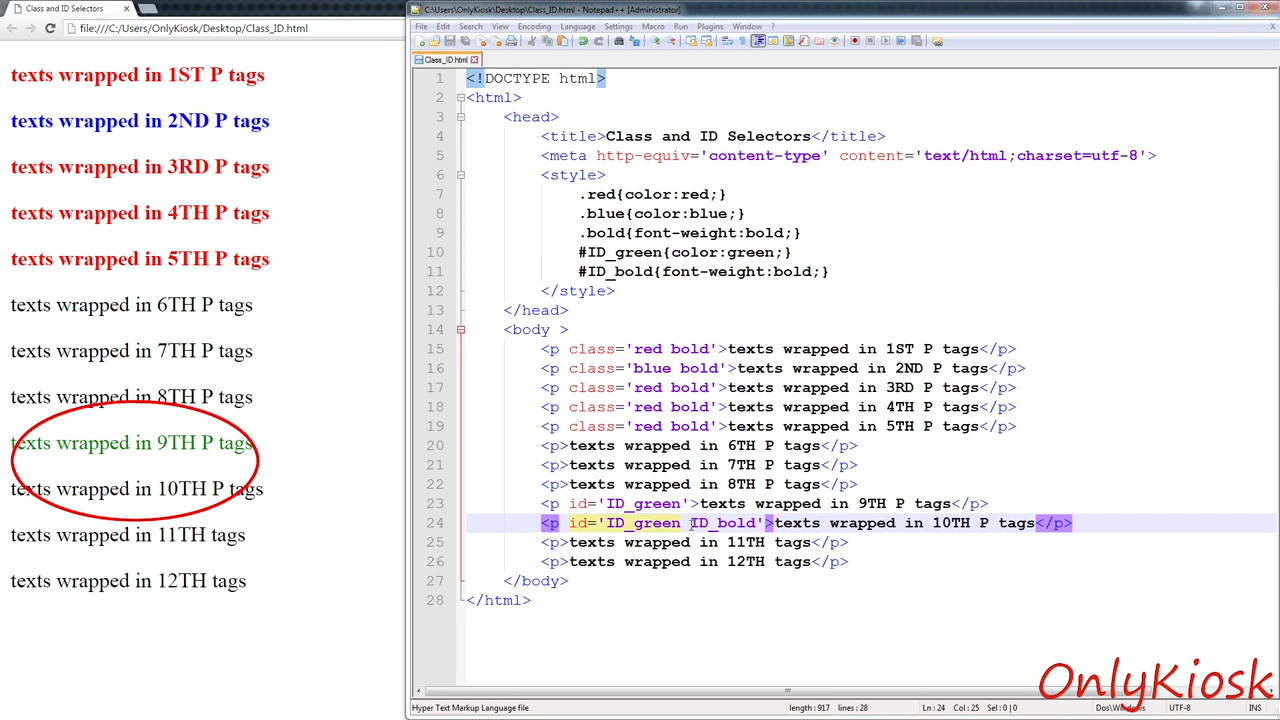 Class and ID Selectors
file:///C:/Users/OnlyKiosk/Desktop/Class_ID.html
texts wrapped in 1ST P tags
texts wrapped in 2ND P tags
texts wrapped in 3RD P tags
texts wrapped in 4TH P tags
texts wrapped in 5TH P tags
texts wrapped in 6TH P tags
texts wrapped in 7TH P tags
texts wrapped in 8TH P tags
texts wrapped in 9TH P tags
texts wrapped in 10TH P tags
texts wrapped in 11TH tags
texts wrapped in 12TH tags
C:\Users\OnlyKiosk\Desktop\Class_ID.html - Notepad++ [Administrator]
File Edit Search View Encoding Language Settings Macro Run Plugins Window ? X
Class_ID.html
1 <!DOCTYPE html>
2 <html>
3 <head>
4 <title>Class and ID Selectors</title>
5 <meta http-equiv='content-type' content='text/html;charset=utf-8'>
6 <style>
7 .red{color:red;}
8 .blue{color:blue;}
9 .bold{font-weight:bold;}
10 #ID_green{color:green;}
11 #ID_bold{font-weight:bold;}
12 </style>
13 </head>
14 <body >
15 <p class='red bold'>texts wrapped in 1ST P tags</p>
16 <p class='blue bold'>texts wrapped in 2ND P tags</p>
17 <p class='red bold'>texts wrapped in 3RD P tags</p>
18 <p class='red bold'>texts wrapped in 4TH P tags</p>
19 <p class='red bold'>texts wrapped in 5TH P tags</p>
20 <p>texts wrapped in 6TH P tags</p>
21 <p>texts wrapped in 7TH P tags</p>
22 <p>texts wrapped in 8TH P tags</p>
23 <p id='ID_green'>texts wrapped in 9TH P tags</p>
24 <p id='ID_green ID_bold'>texts wrapped in 10TH P tags</p>
25 <p>texts wrapped in 11TH tags</p>
26 <p>texts wrapped in 12TH tags</p>
27 </body>
28 </html>
OnlyKiosk
Hyper Text Markup Language file length : 917 lines : 28 Ln : 24 Col : 25 Sel : 0 | 0 Dos\Windows UTF-8 INS